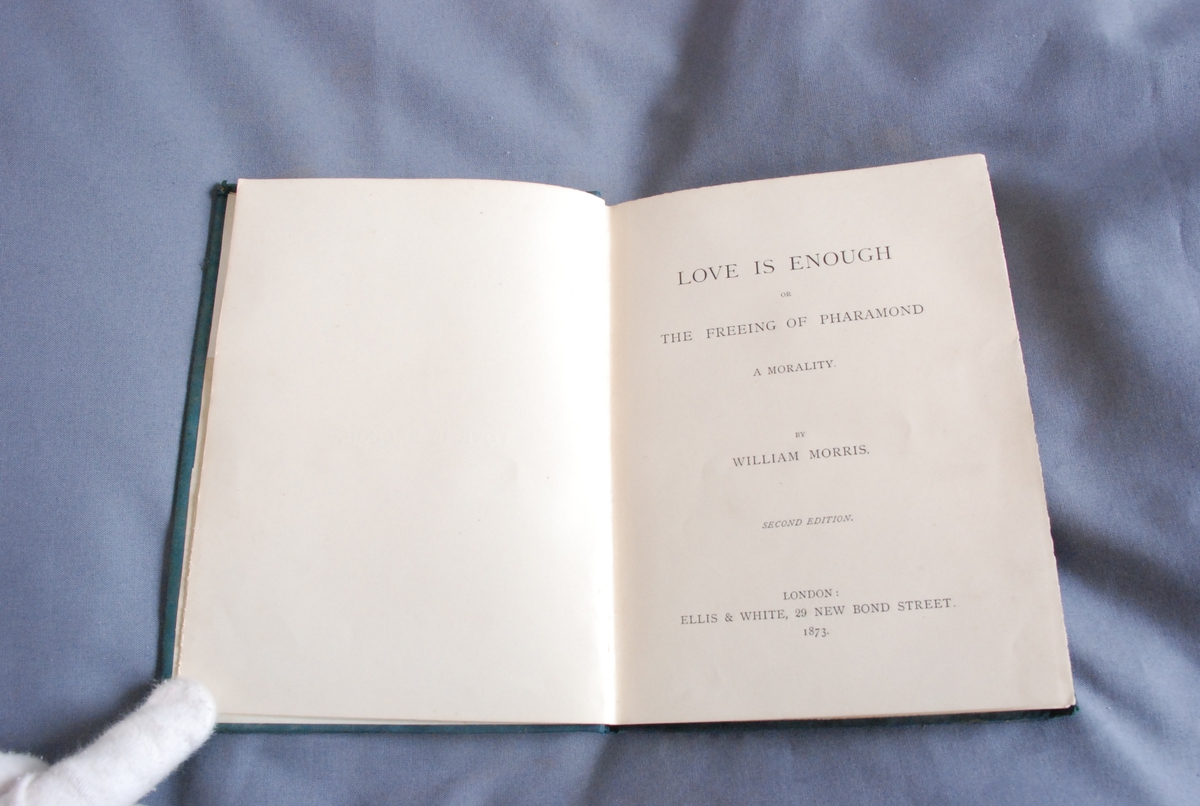 LOVE IS ENOUGH
OR
THE FREEING OF PHARAMOND
A MORALITY.
BY
WILLIAM MORRIS.
SECOND EDITION.
LONDON:
ELLIS & WHITE, 29 NEW BOND STREET.
1873.